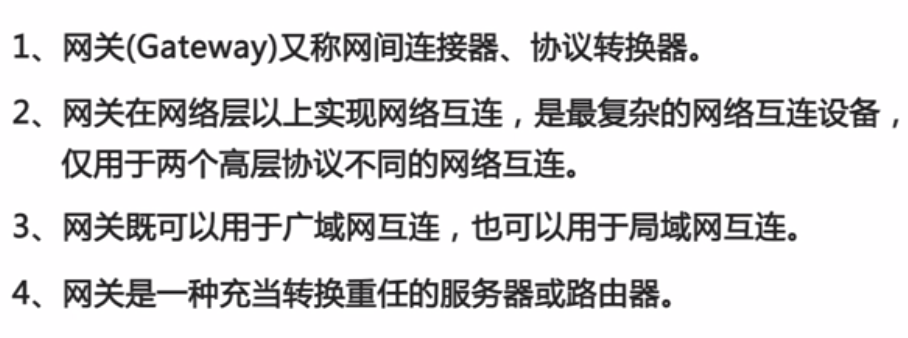 1、网关(Gateway)又称网间连接器、协议转换器。
2、网关在网络层以上实现网络互连，是最复杂的网络互连设备，
仅用于两个高层协议不同的网络互连。
3、网关既可以用于广域网互连，也可以用于局域网互连。
4、网关是一种充当转换重任的服务器或路由器。